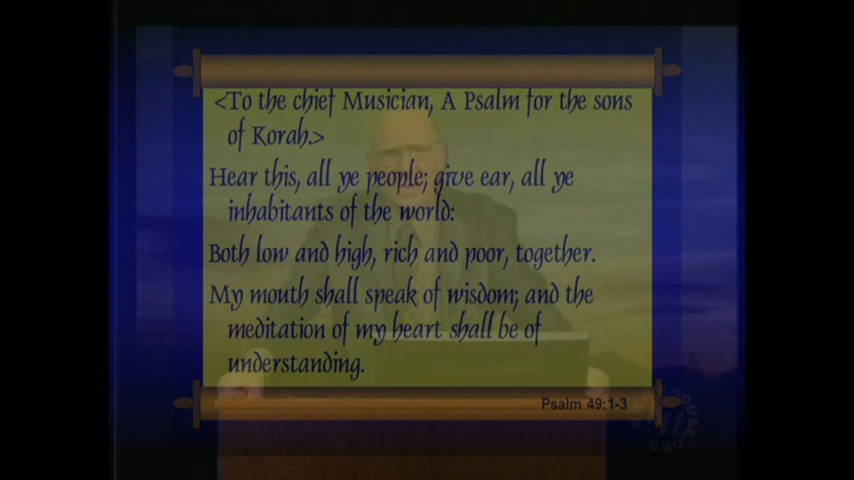 <To the chief Musician, A Psalm for the sons
of Korah.>
Hear this, all ye people; give ear, all ye
inhabitants of the world:
Both low and high, rich and poor, together.
My mouth shall speak of wisdom; and the
meditation of my heart shall be of
understanding.
Psalm 49:1-3
HOUSE.ORG